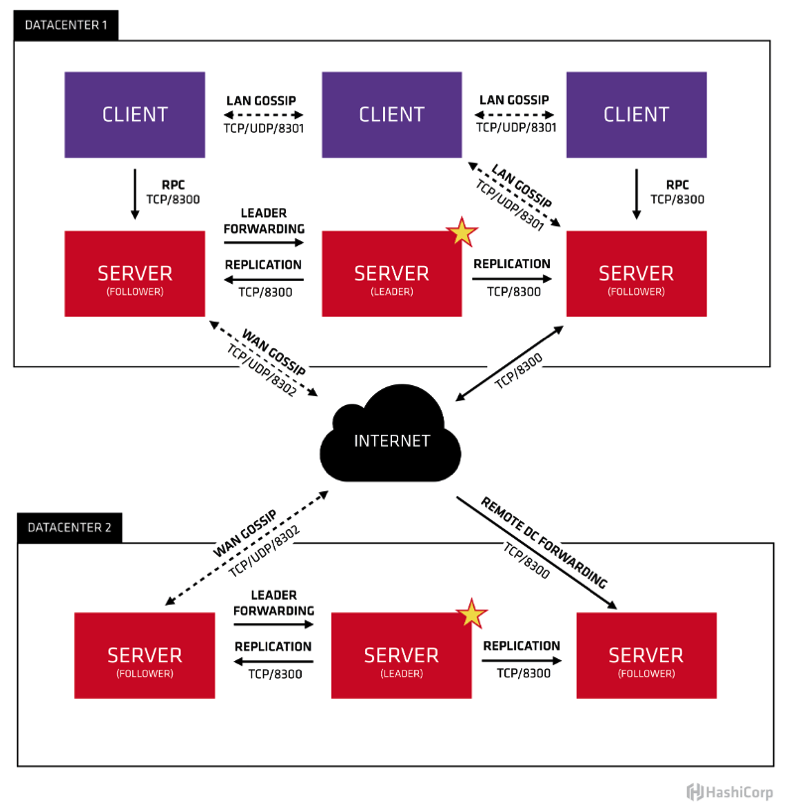 DATACENTER 1
CLIENT
LAN GOSSIP
TCP/UDP/8301
CLIENT
LAN GOSSIP
TCP/UDP/8301
CLIENT
RPC
TCP/8300
LAN GOSSIP
TCP/UDP/8301
RPC
TCP/8300
SERVER
(FOLLOWER)
LEADER
FORWARDING
REPLICATION
TCP/8300
SERVER
(LEADER)
REPLICATION
TCP/8300
SERVER
(FOLLOWER)
WAN GOSSIP
TCP/UDP/8302
TCP/8300
INTERNET
DATACENTER 2
WAN GOSSIP
TCP/UDP/8302
REMOTE DC FORWARDING
TCP/8300
SERVER
(FOLLOWER)
LEADER
FORWARDING
REPLICATION
TCP/8300
SERVER
(LEADER)
REPLICATION
TCP/8300
SERVER
(FOLLOWER)
HashiCorp